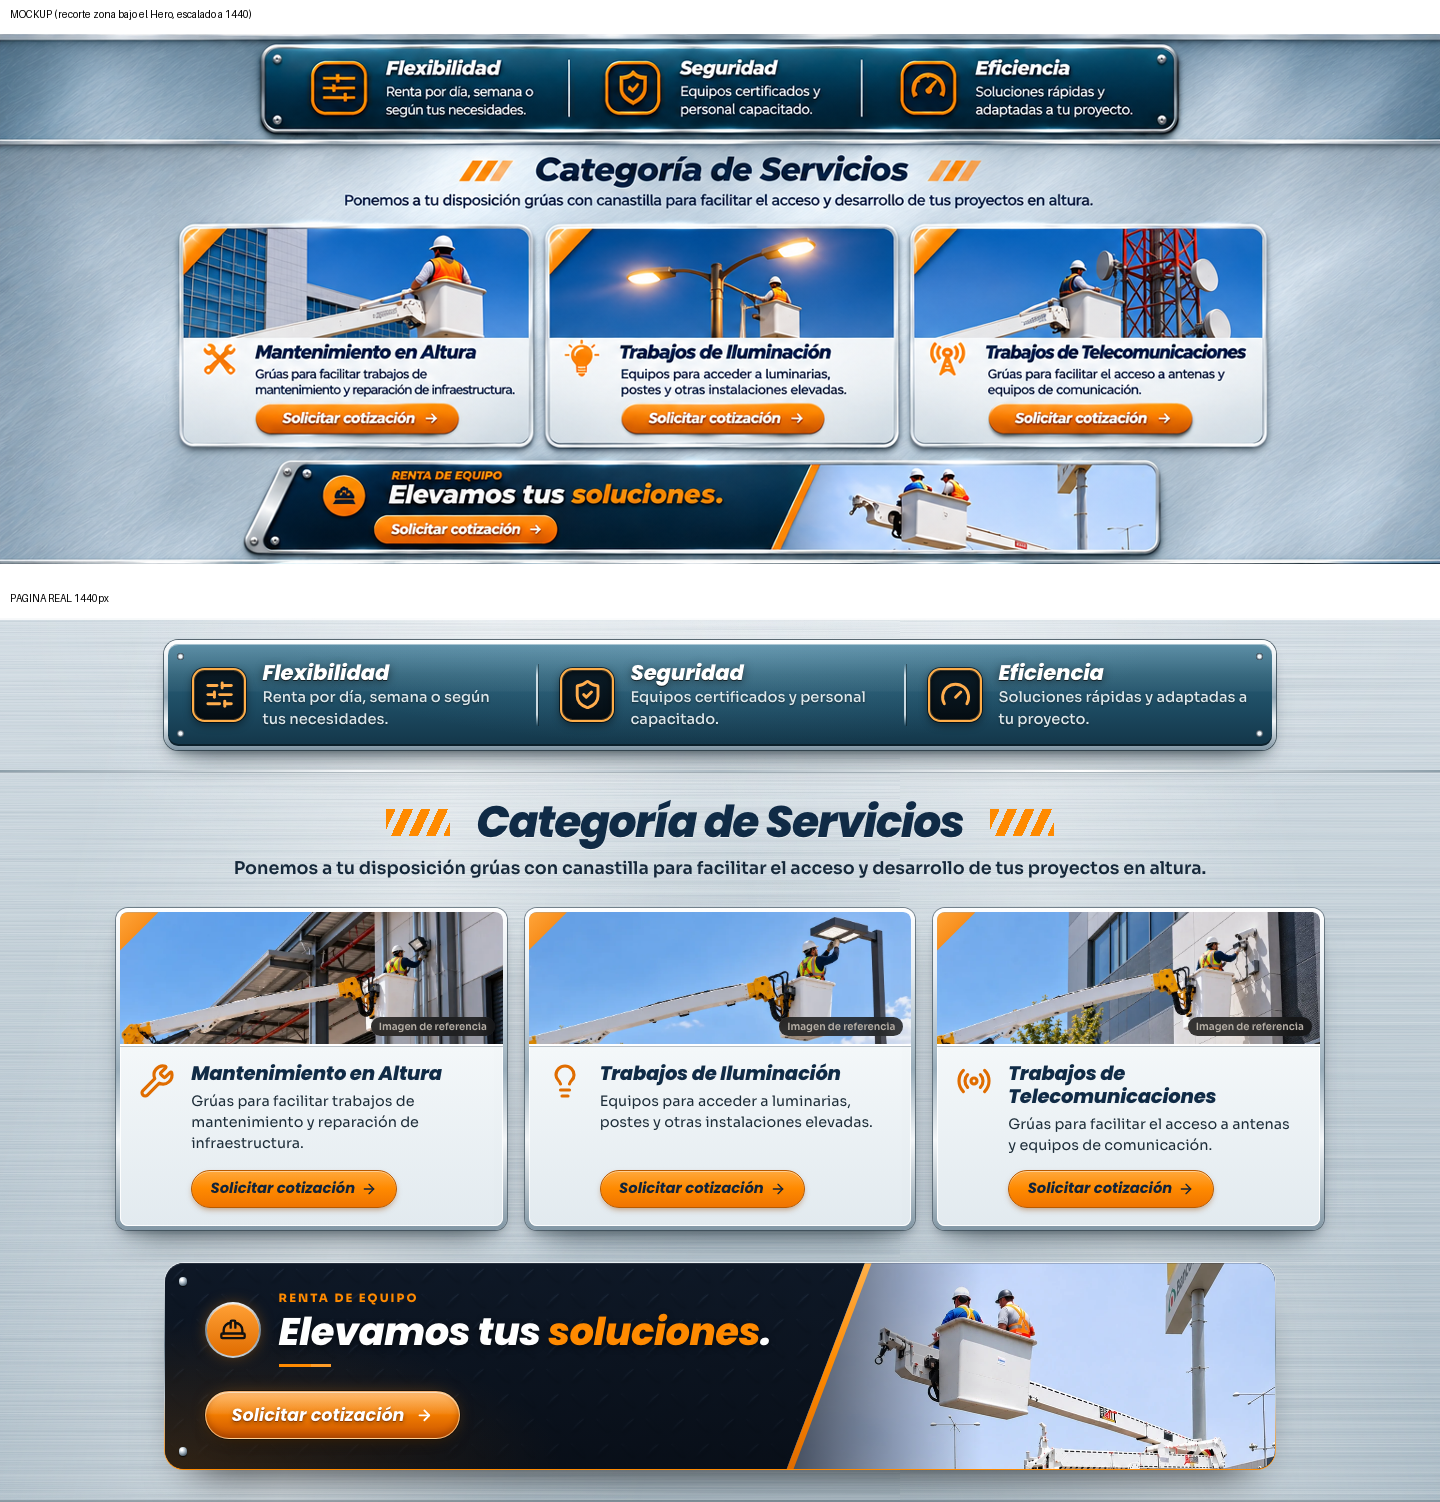 MOCKUP (recorte zona bajo el Hero, escalado a 1440)
Flexibilidad
Renta por día, semana o
según tus necesidades.
Seguridad
Equipos certificados y
personal capacitado.
Eficiencia
Soluciones rápidas y
adaptadas a tu proyecto.
Categoría de Servicios
Ponemos a tu disposición grúas con canastilla para facilitar el acceso y desarrollo de tus proyectos en altura.
Mantenimiento en Altura
Grúas para facilitar trabajos de
mantenimiento y reparación de infraestructura.
Solicitar cotización
Trabajos de Iluminación
Equipos para acceder a luminarias,
postes y otras instalaciones elevadas.
Solicitar cotización
Trabajos de Telecomunicaciones
Grúas para facilitar el acceso a antenas y
equipos de comunicación.
Solicitar cotización
RENTA DE EQUIPO
Elevamos tus soluciones.
Solicitar cotización
PAGINA REAL 1440px
Flexibilidad
Renta por día, semana o según
tus necesidades.
Seguridad
Equipos certificados y personal
capacitado.
Eficiencia
Soluciones rápidas y adaptadas a
tu proyecto.
Categoría de Servicios
Ponemos a tu disposición grúas con canastilla para facilitar el acceso y desarrollo de tus proyectos en altura.
Imagen de referencia
Mantenimiento en Altura
Grúas para facilitar trabajos de
mantenimiento y reparación de
infraestructura.
Solicitar cotización
Imagen de referencia
Trabajos de Iluminación
Equipos para acceder a luminarias,
postes y otras instalaciones elevadas.
Solicitar cotización
Imagen de referencia
Trabajos de
Telecomunicaciones
Grúas para facilitar el acceso a antenas
y equipos de comunicación.
Solicitar cotización
RENTA DE EQUIPO
Elevamos tus soluciones.
Solicitar cotización